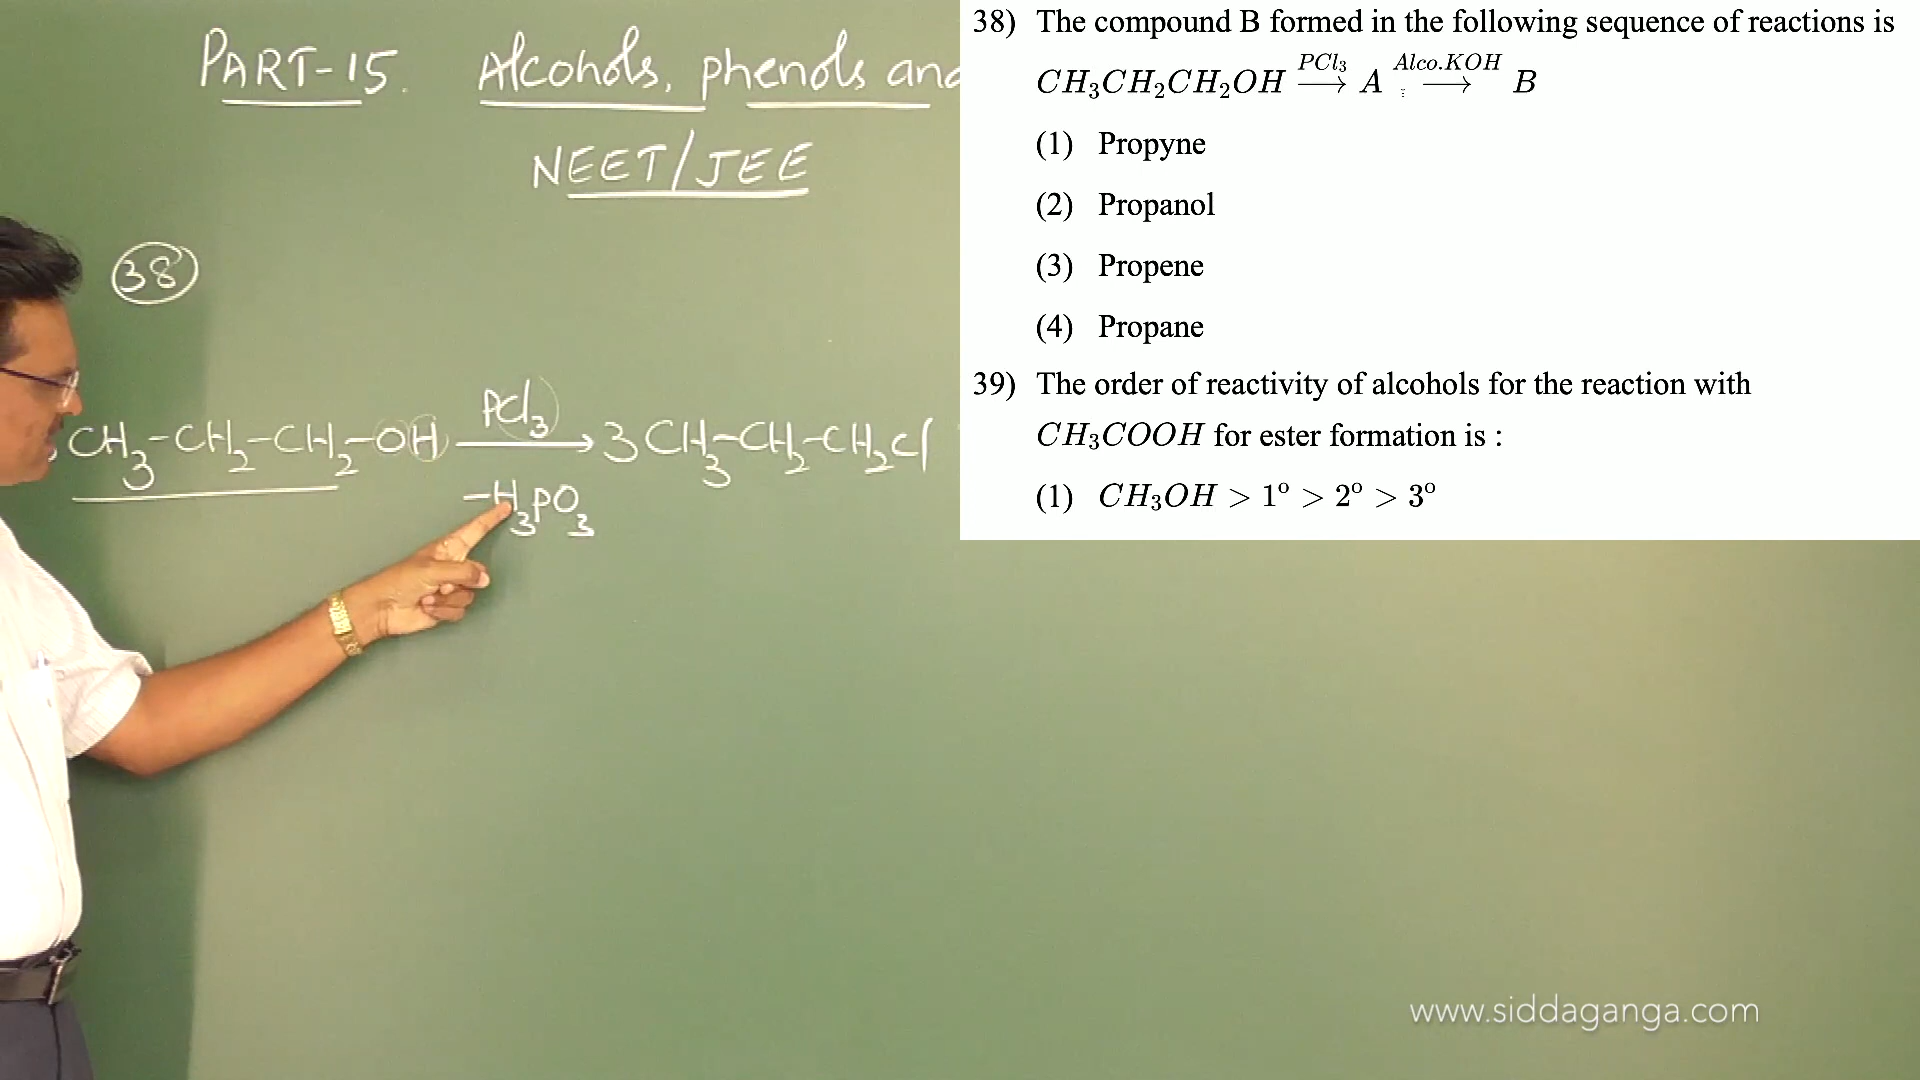 PART-15. Alcohols, phenols and
NEET/JEE
38
CH3-CH2-CH2-OH PCl3 → 3CH3-CH2-CH2Cl
-H3PO3
38) The compound B formed in the following sequence of reactions is
CH3CH2CH2OH PCl3 ⟶ A Alco.KOH ⟶ B
(1) Propyne
(2) Propanol
(3) Propene
(4) Propane
39) The order of reactivity of alcohols for the reaction with
CH3COOH for ester formation is :
(1) CH3OH > 1° > 2° > 3°
www.siddaganga.com